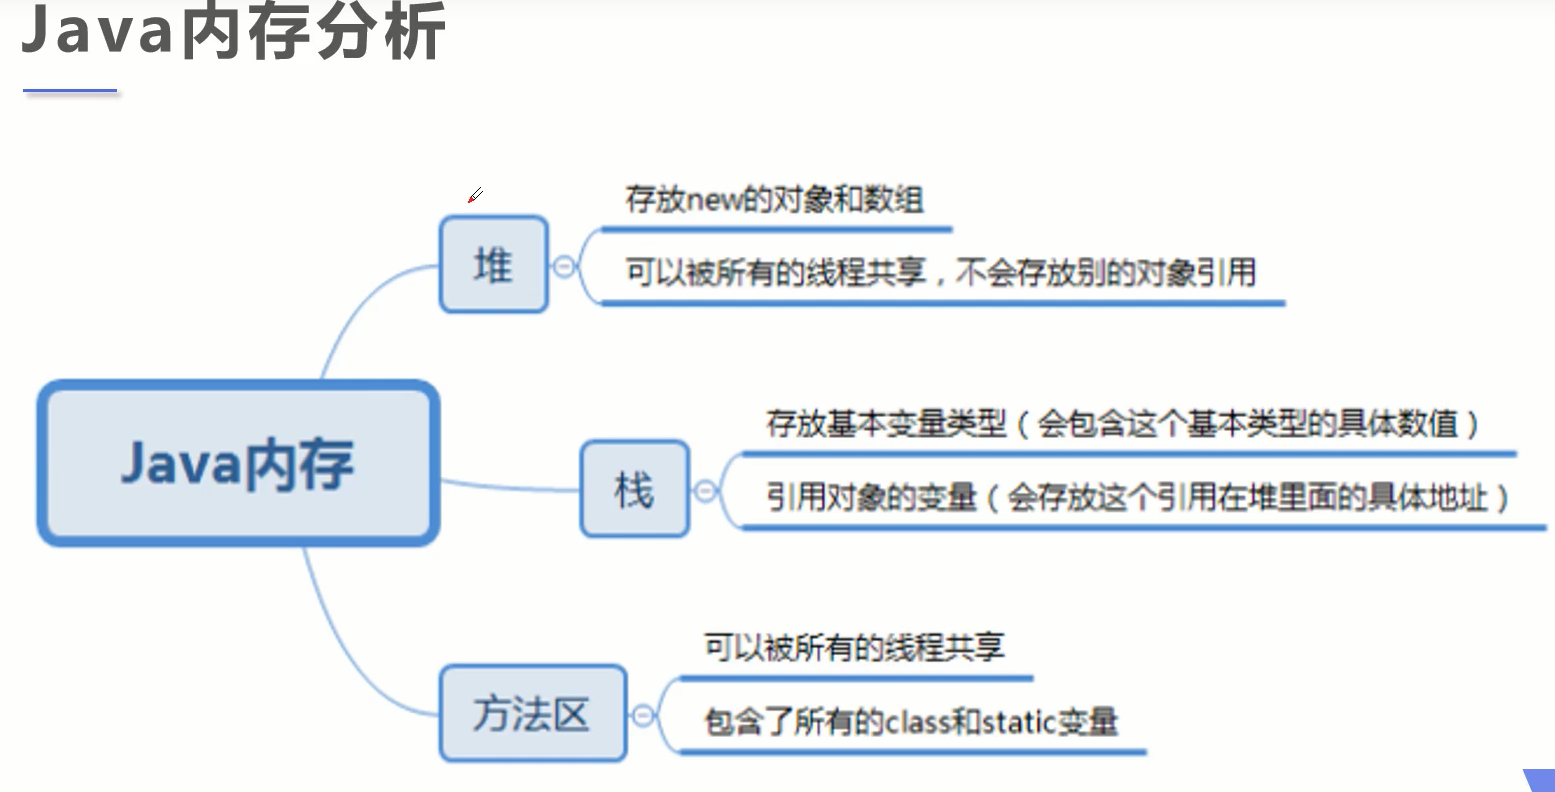 Java内存分析
存放new的对象和数组
堆
可以被所有的线程共享，不会存放别的对象引用
Java内存
存放基本变量类型（会包含这个基本类型的具体数值）
栈
引用对象的变量（会存放这个引用在堆里面的具体地址）
可以被所有的线程共享
方法区
包含了所有的class和static变量